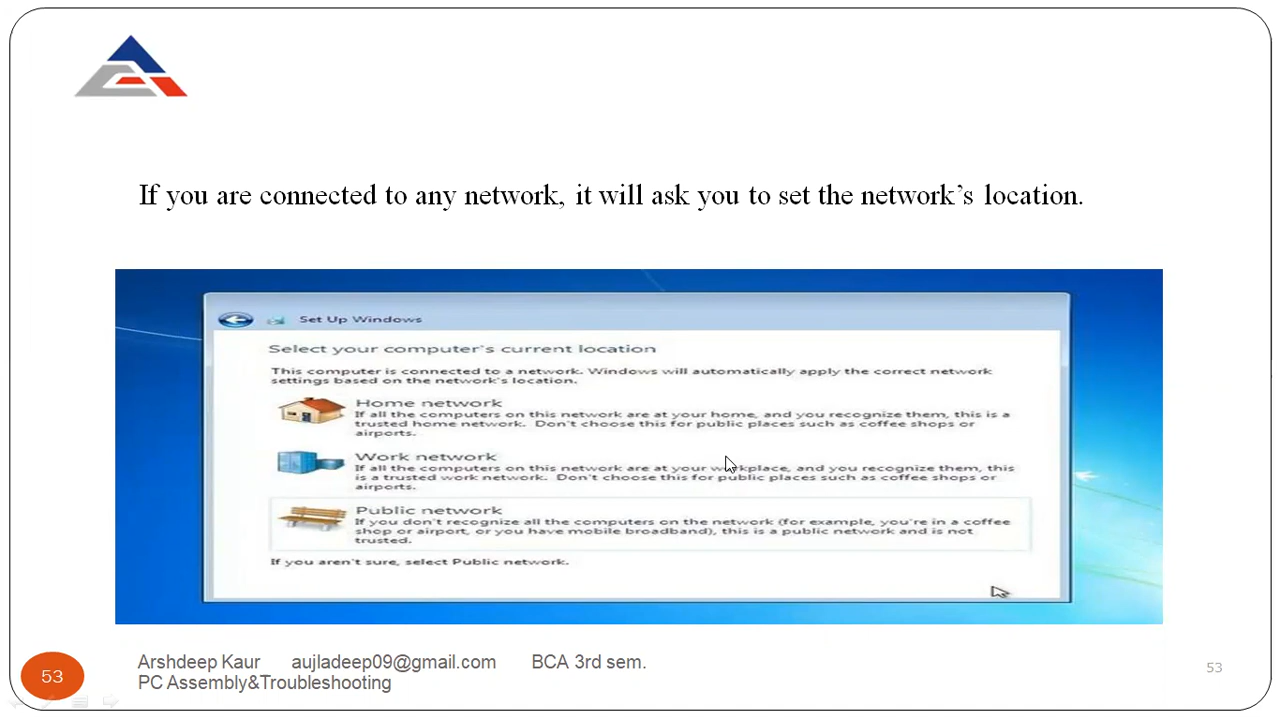 If you are connected to any network, it will ask you to set the network’s location.
Set Up Windows
Select your computer's current location
This computer is connected to a network. Windows will automatically apply the correct network
settings based on the network's location.
Home network
If all the computers on this network are at your home, and you recognize them, this is a
trusted home network. Don't choose this for public places such as coffee shops or
airports.
Work network
If all the computers on this network are at your workplace, and you recognize them, this
is a trusted work network. Don't choose this for public places such as coffee shops or
airports.
Public network
If you don't recognize all the computers on the network (for example, you're in a coffee
shop or airport, or you have mobile broadband), this is a public network and is not
trusted.
If you aren't sure, select Public network.
Arshdeep Kaur aujladeep09@gmail.com BCA 3rd sem.
PC Assembly&Troubleshooting
53
53